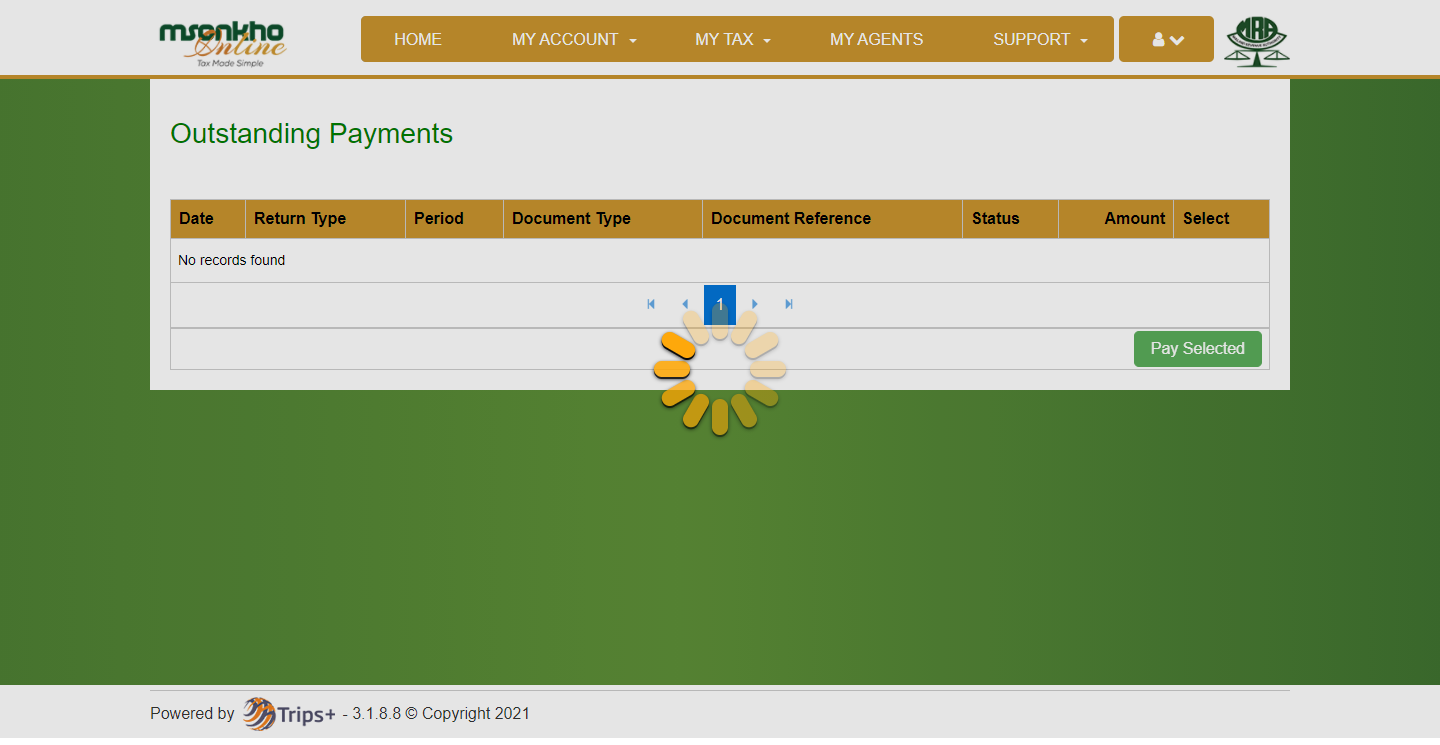 msonkho
Online
Tax Made Simple
HOME MY ACCOUNT MY TAX MY AGENTS SUPPORT
MRA
Outstanding Payments
Date Return Type Period Document Type Document Reference Status Amount Select
No records found
1
Pay Selected
Powered by Trips+ - 3.1.8.8 © Copyright 2021